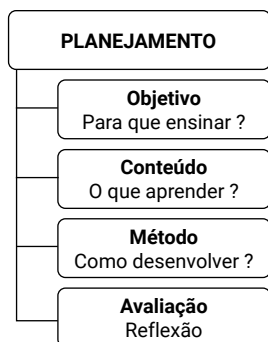 PLANEJAMENTO
Objetivo
Para que ensinar ?
Conteúdo
O que aprender ?
Método
Como desenvolver ?
Avaliação
Reflexão